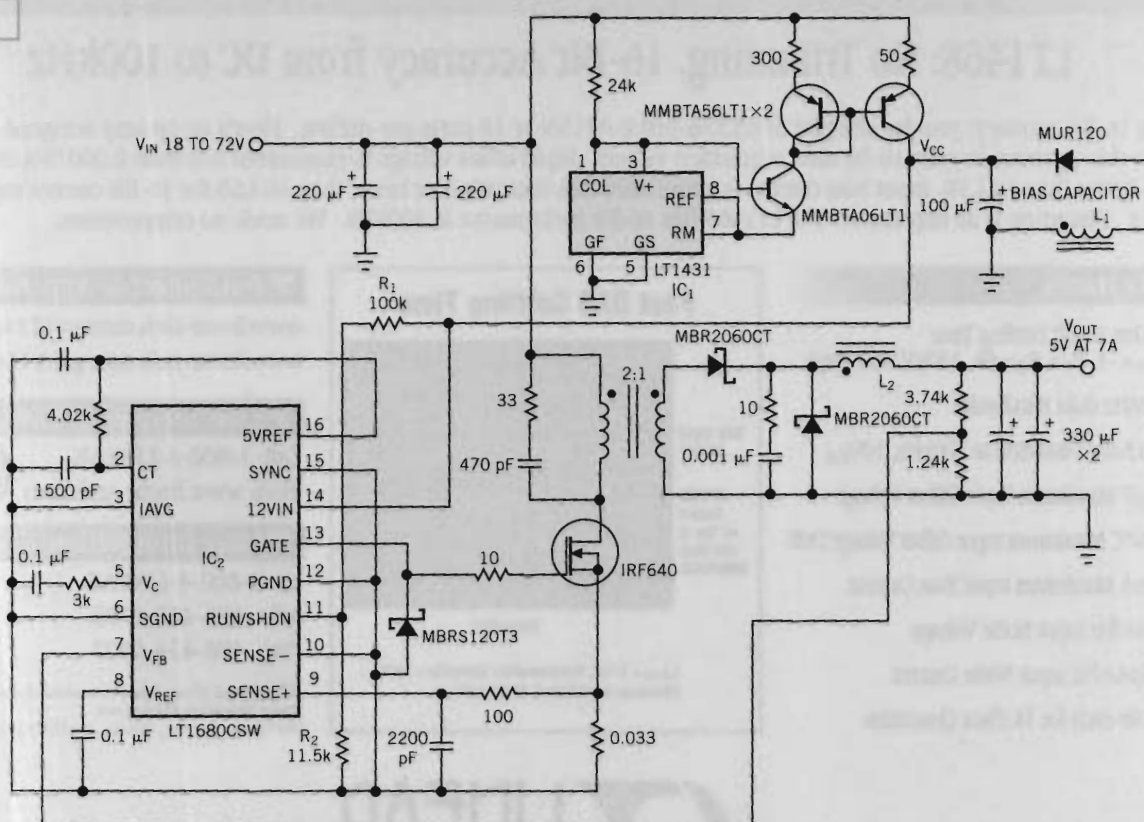 LT1468: No Trimming, 16-Bit Accuracy from DC to 100kHz
300
50
24k
MMBTA56LT1×2
VIN 18 TO 72V
VCC
MUR120
1
3
COL
V+
220 µF
+
220 µF
+
REF
8
RM
7
MMBTA06LT1
100 µF
+
BIAS CAPACITOR
L1
GF
GS
6
5
LT1431
IC1
R1
100k
0.1 µF
MBR2060CT
VOUT
5V AT 7A
2:1
L2
4.02k
33
10
MBR2060CT
3.74k
+
+
330 µF
×2
5VREF
16
470 pF
0.001 µF
1.24k
2
CT
SYNC
15
1500 pF
3
IAVG
12VIN
14
GATE
13
0.1 µF
IC2
10
IRF640
5
VC
PGND
12
3k
6
SGND
RUN/SHDN
11
MBRS120T3
7
VFB
SENSE−
10
8
VREF
SENSE+
9
100
LT1680CSW
0.1 µF
R2
11.5k
2200
pF
0.033